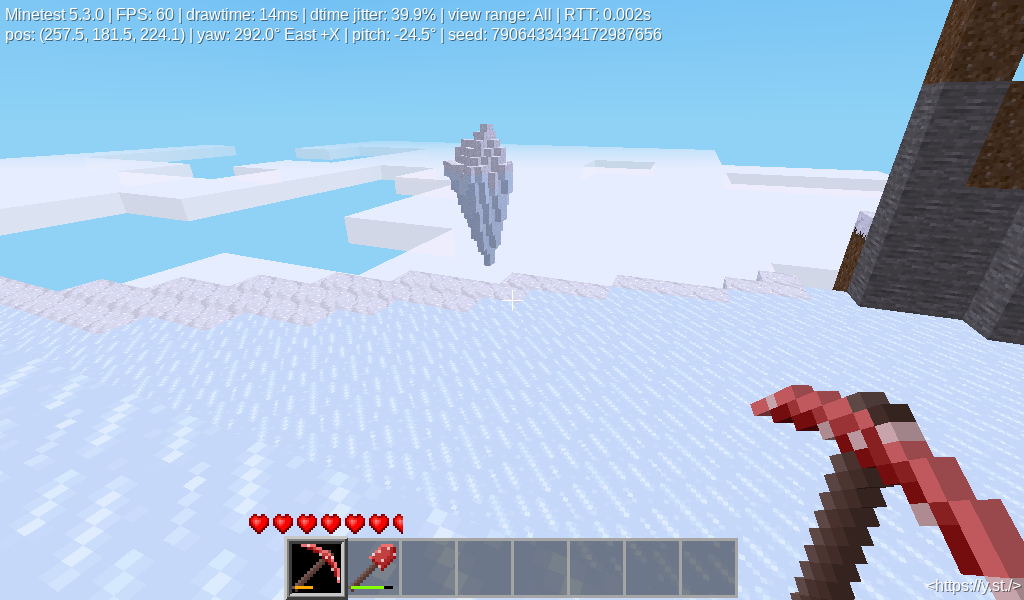 Minetest 5.3.0 | FPS: 60 | drawtime: 14ms | dtime jitter: 39.9% | view range: All | RTT: 0.002s
pos: (257.5, 181.5, 224.1) | yaw: 292.0° East +X | pitch: -24.5° | seed: 7906433434172987656
<https://y.st./>